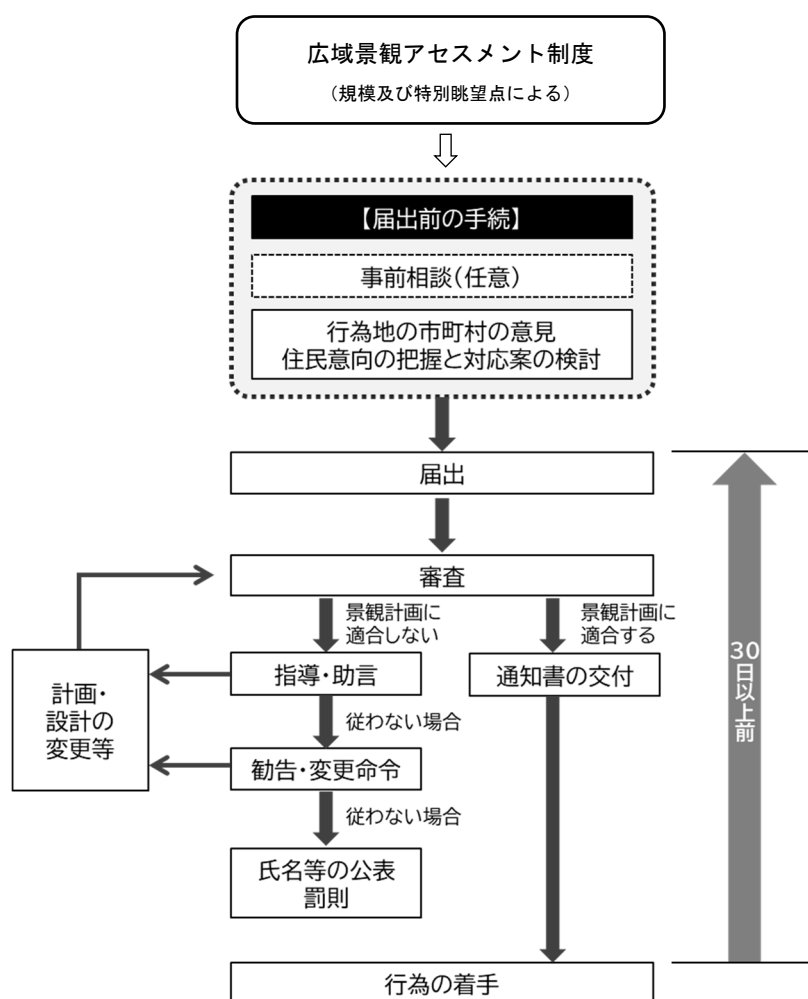 広域景観アセスメント制度
（規模及び特別眺望点による）
【届出前の手続】
事前相談（任意）
行為地の市町村の意見
住民意向の把握と対応案の検討
届出
審査
景観計画に
適合しない
景観計画に
適合する
指導・助言
通知書の交付
計画・
設計の
変更等
従わない場合
勧告・変更命令
従わない場合
氏名等の公表
罰則
行為の着手
30日以上前